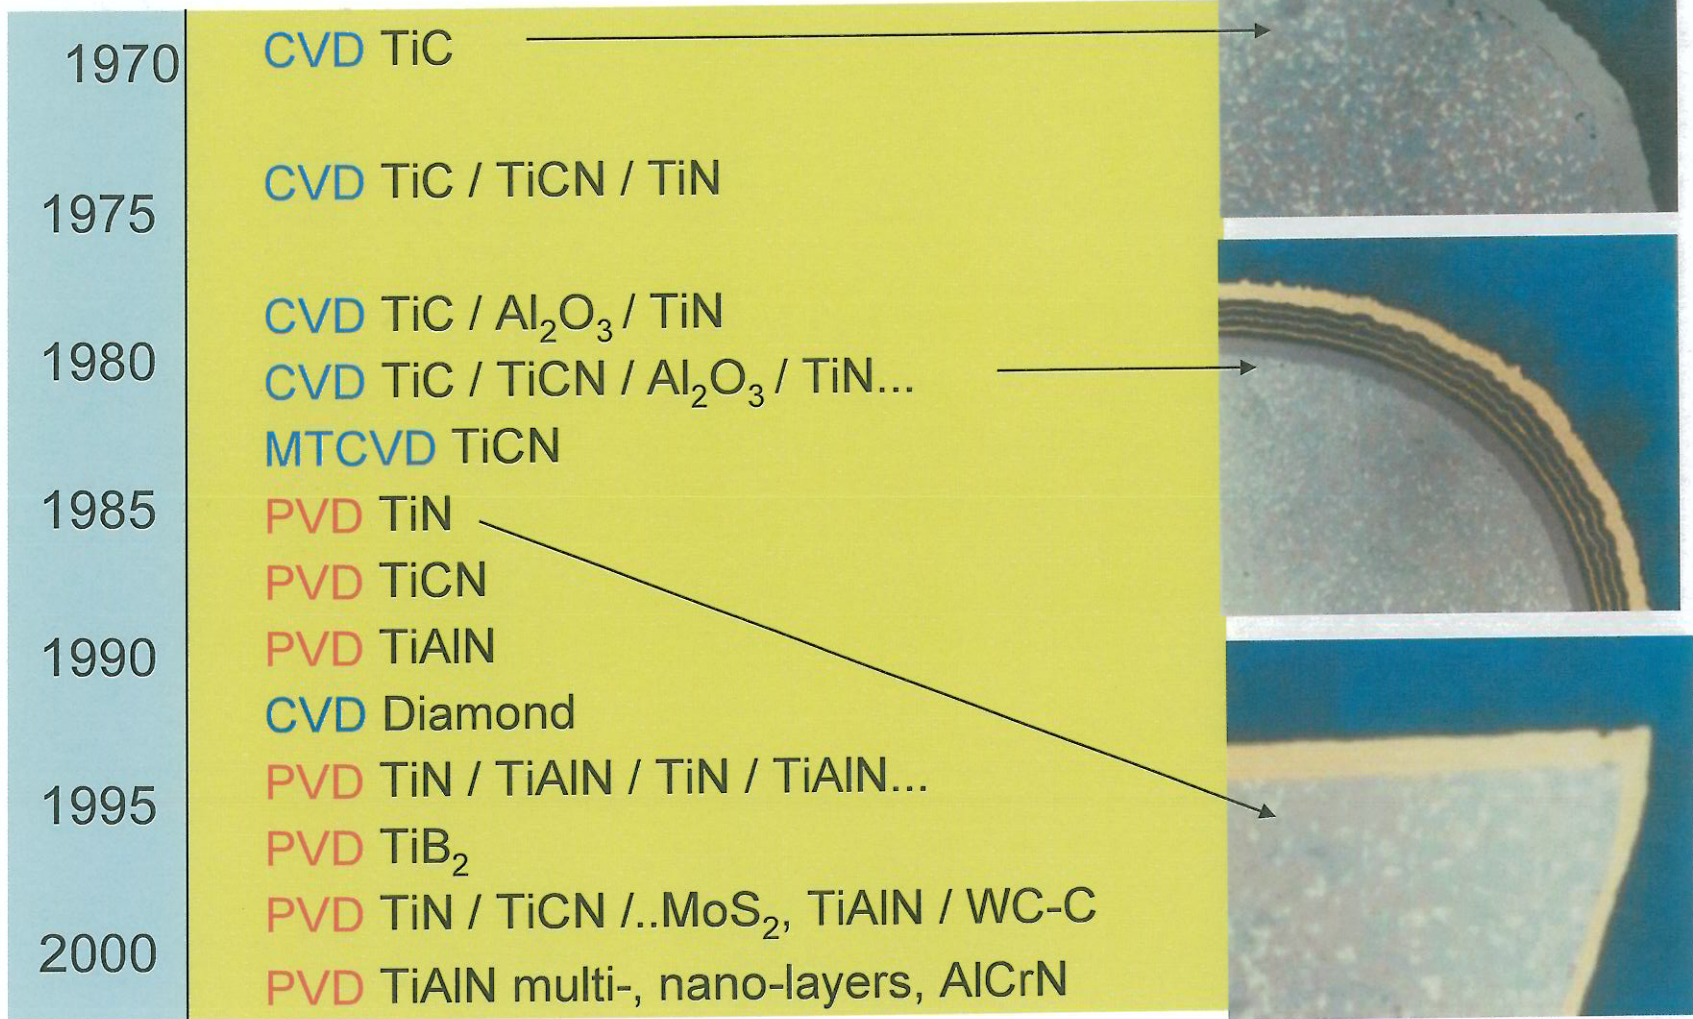 1970
CVD TiC
CVD TiC / TiCN / TiN
1975
CVD TiC / Al₂O₃ / TiN
1980
CVD TiC / TiCN / Al₂O₃ / TiN...
MTCVD TiCN
1985
PVD TiN
PVD TiCN
PVD TiAlN
1990
CVD Diamond
PVD TiN / TiAlN / TiN / TiAlN...
1995
PVD TiB₂
PVD TiN / TiCN /..MoS₂, TiAlN / WC-C
2000
PVD TiAlN multi-, nano-layers, AlCrN